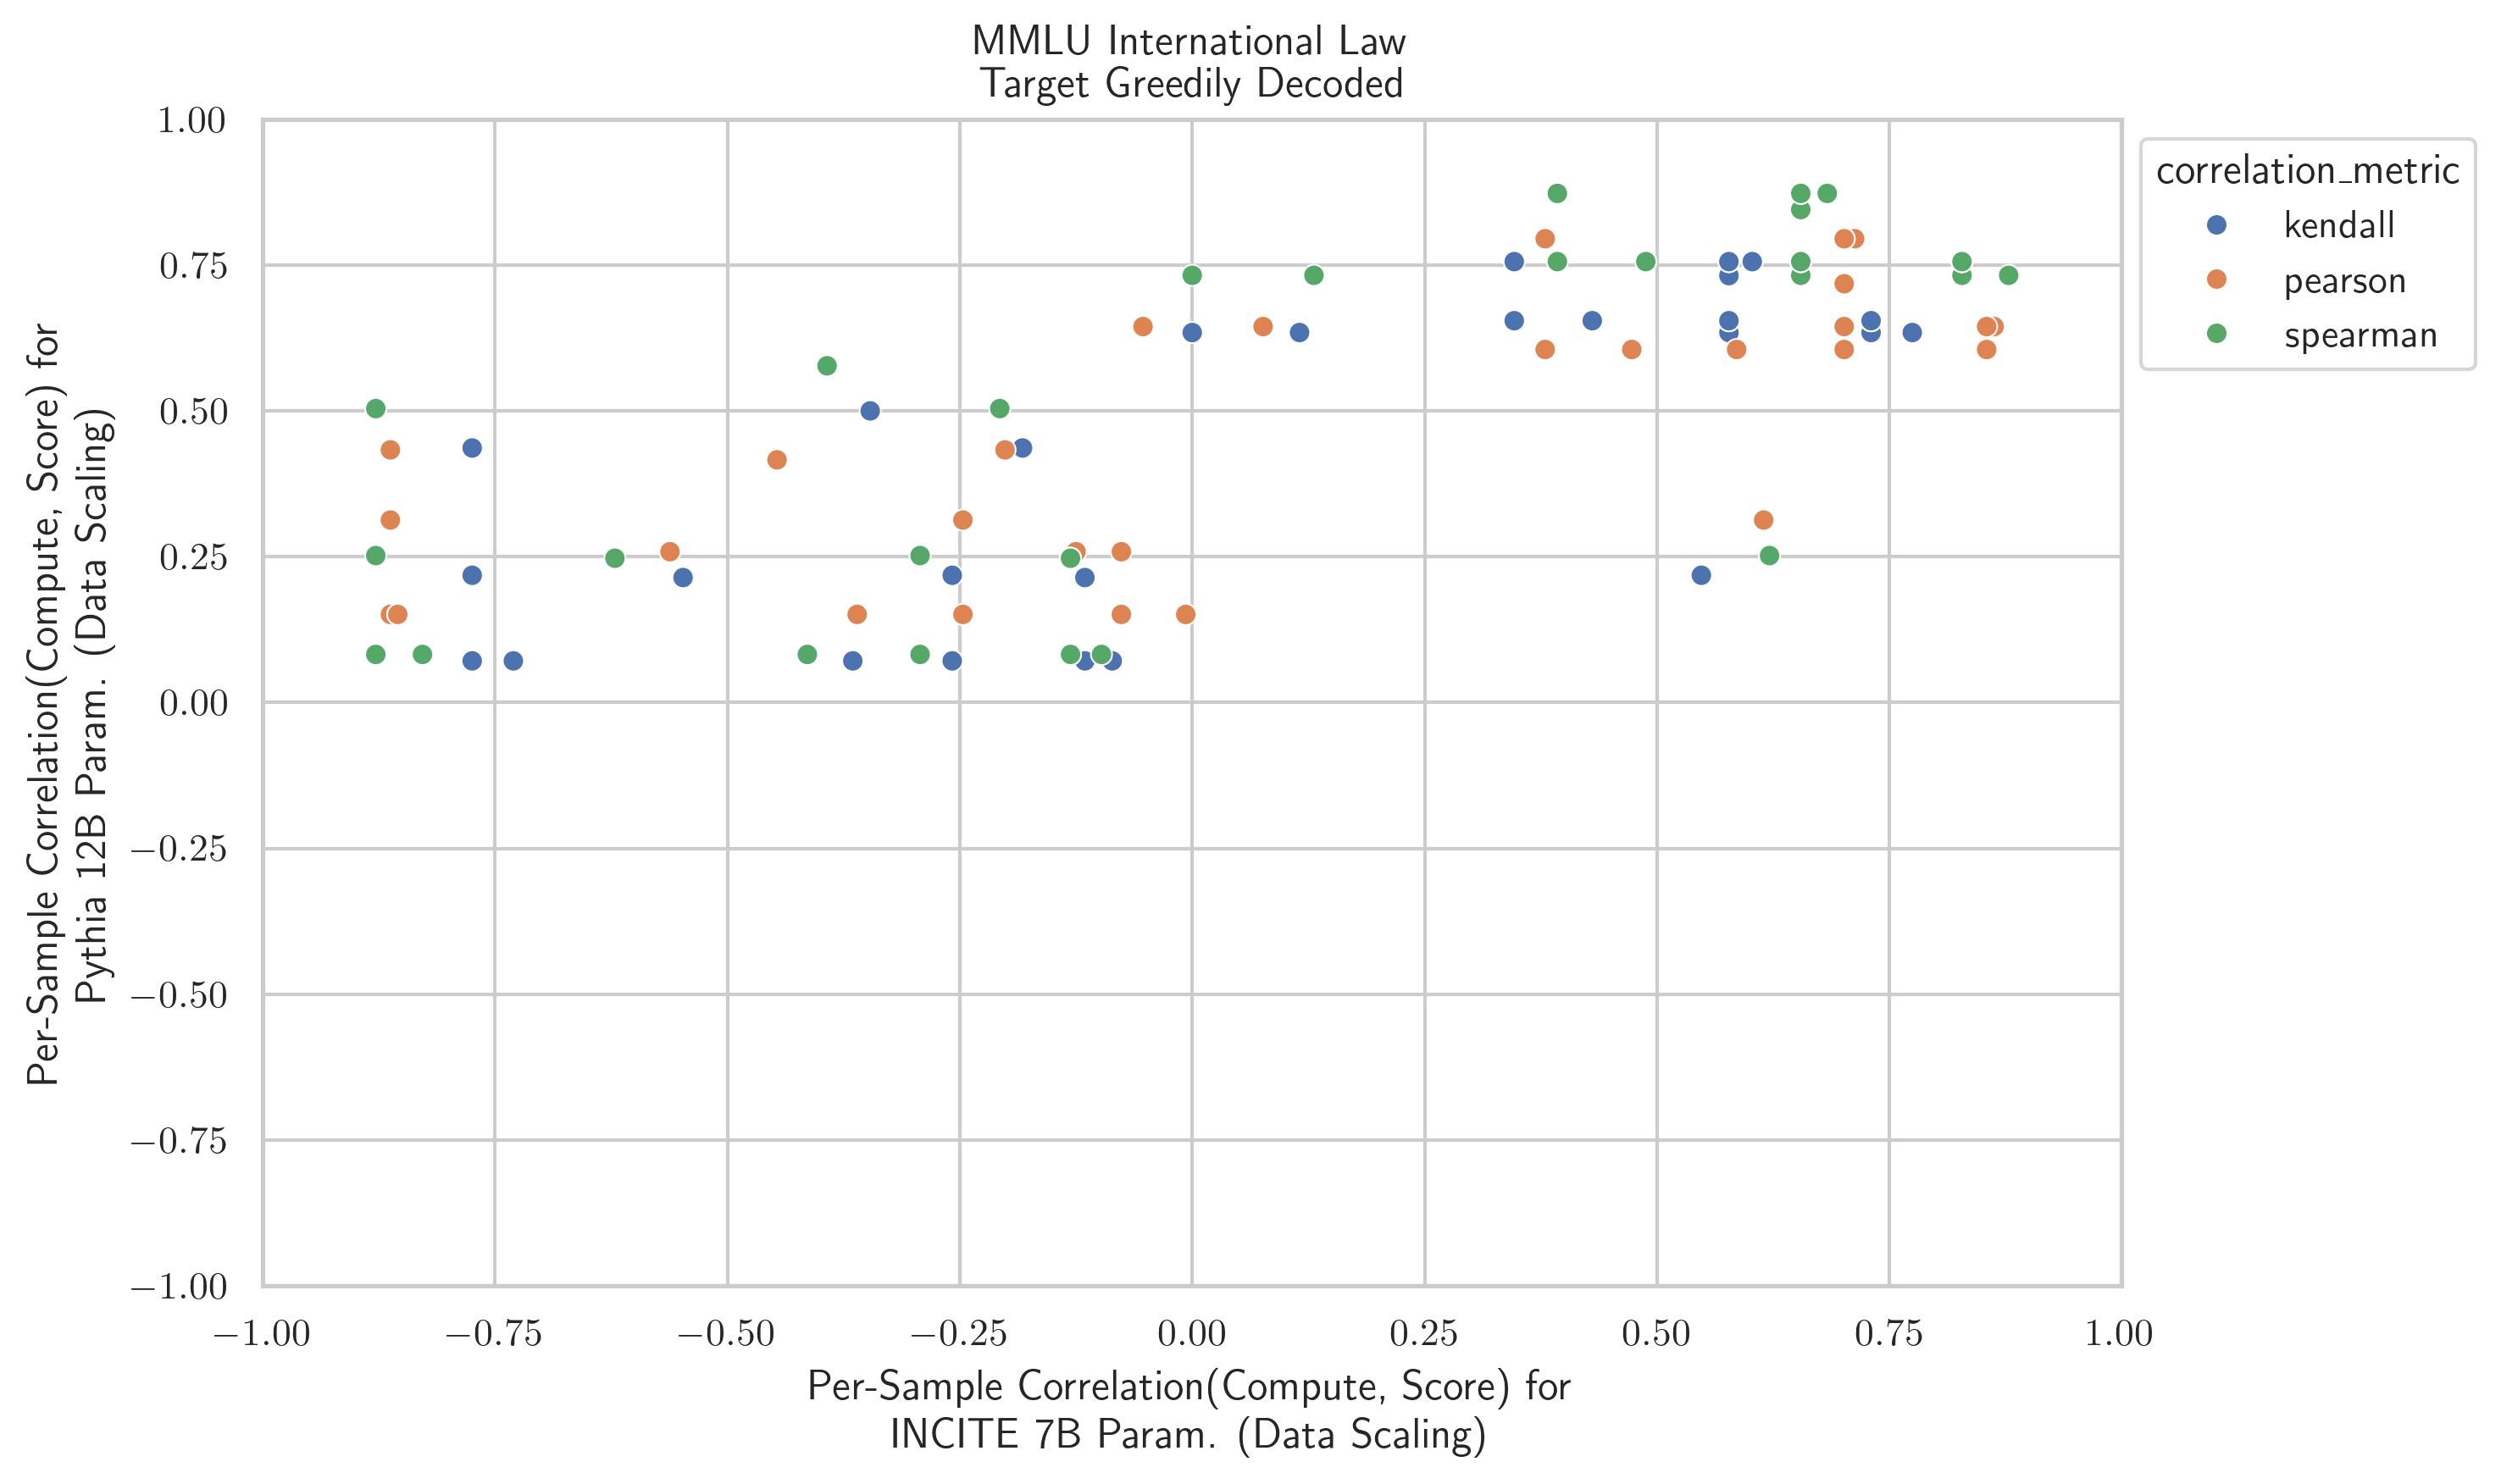 MMLU International Law
Target Greedily Decoded
Per-Sample Correlation(Compute, Score) for
Pythia 12B Param. (Data Scaling)
1.00
0.75
0.50
0.25
0.00
−0.25
−0.50
−0.75
−1.00
−1.00 −0.75 −0.50 −0.25 0.00 0.25 0.50 0.75 1.00
Per-Sample Correlation(Compute, Score) for
INCITE 7B Param. (Data Scaling)
correlation_metric
kendall
pearson
spearman